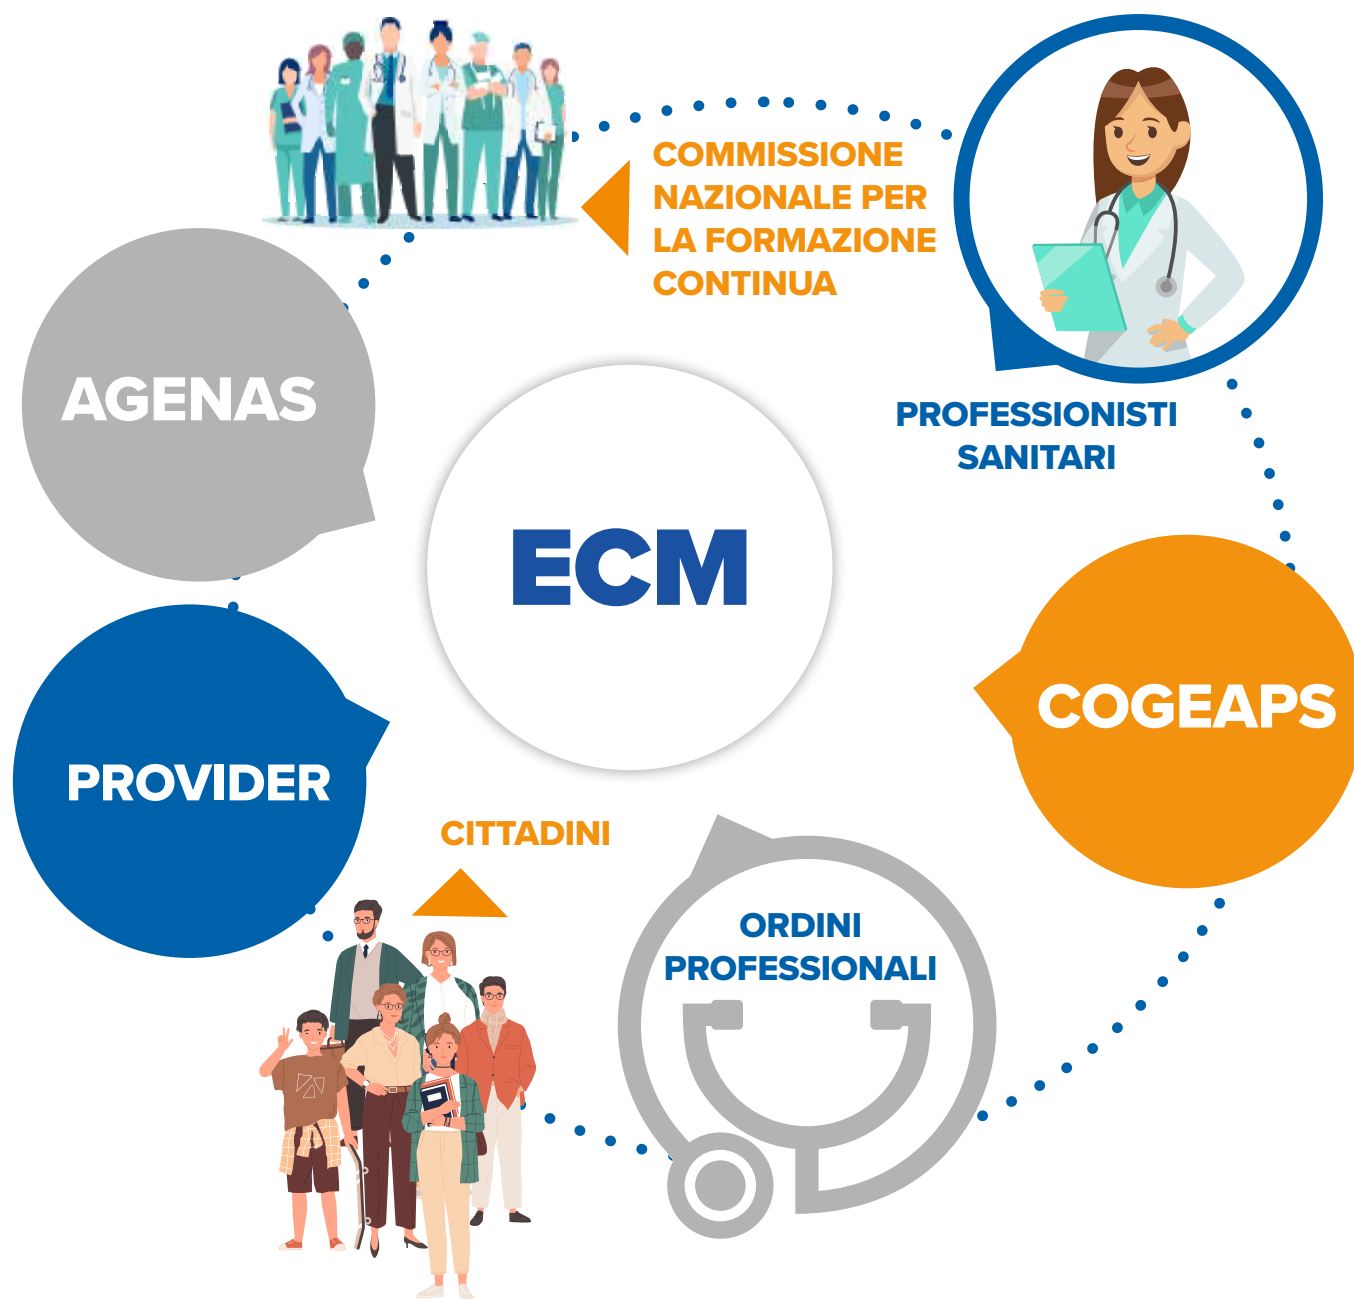 COMMISSIONE
NAZIONALE PER
LA FORMAZIONE
CONTINUA
AGENAS
PROFESSIONISTI
SANITARI
ECM
COGEAPS
PROVIDER
CITTADINI
ORDINI
PROFESSIONALI